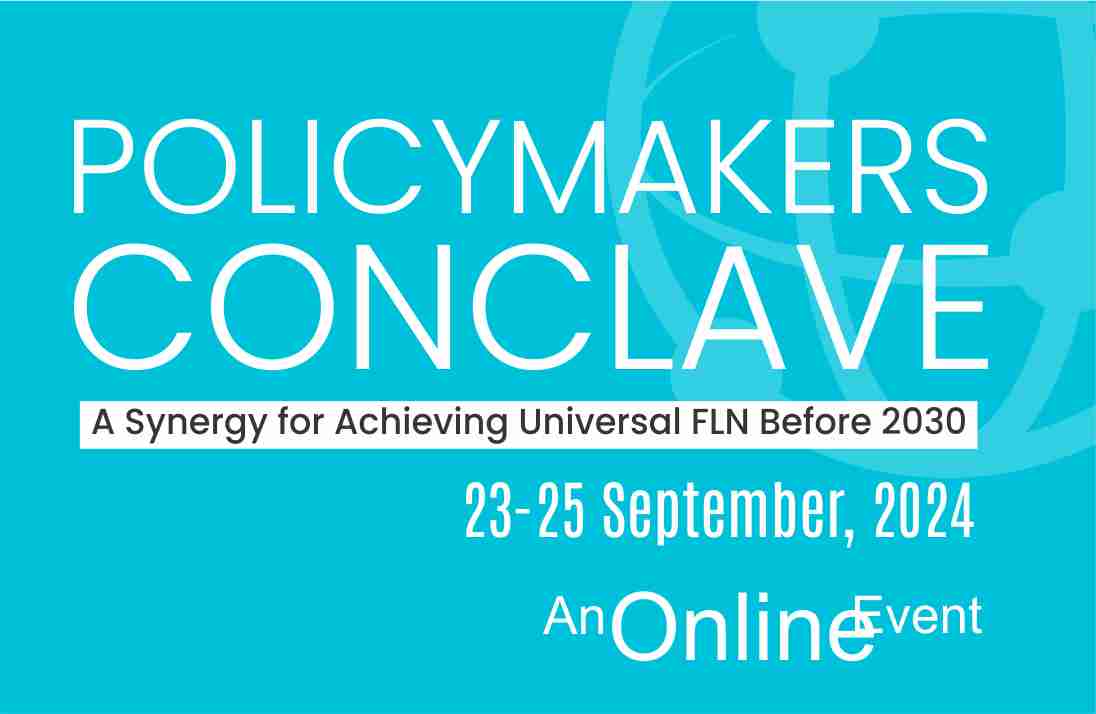 POLICYMAKERS
CONCLAVE
A Synergy for Achieving Universal FLN Before 2030
23-25 September, 2024
An Online Event